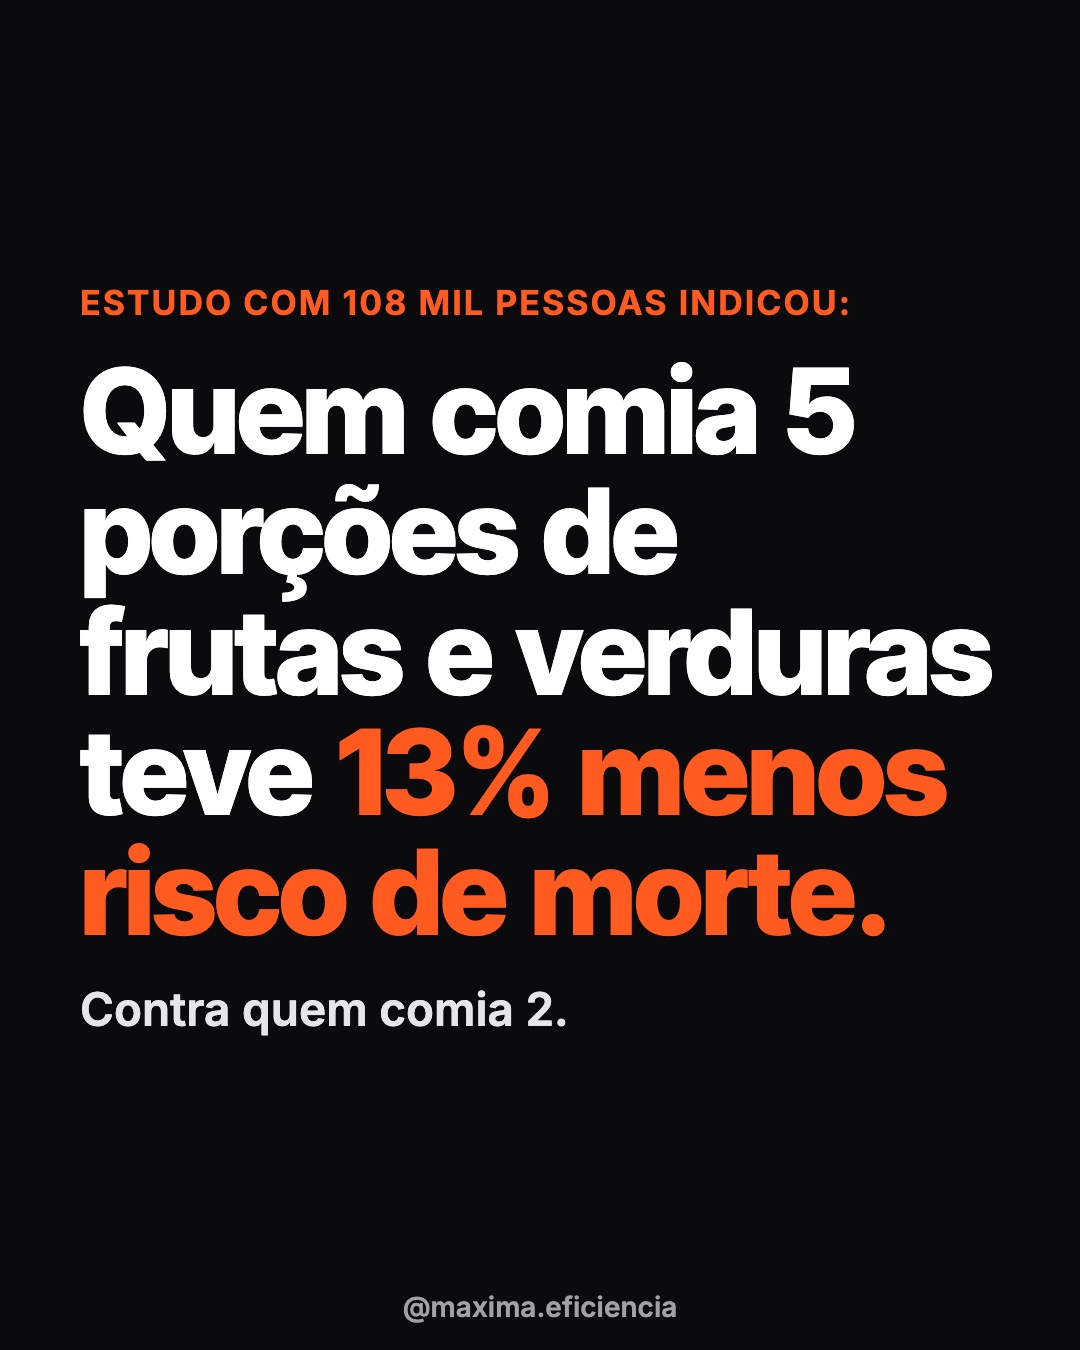 ESTUDO COM 108 MIL PESSOAS INDICOU:
Quem comia 5
porções de
frutas e verduras
teve 13% menos
risco de morte.
Contra quem comia 2.
@maxima.eficiencia